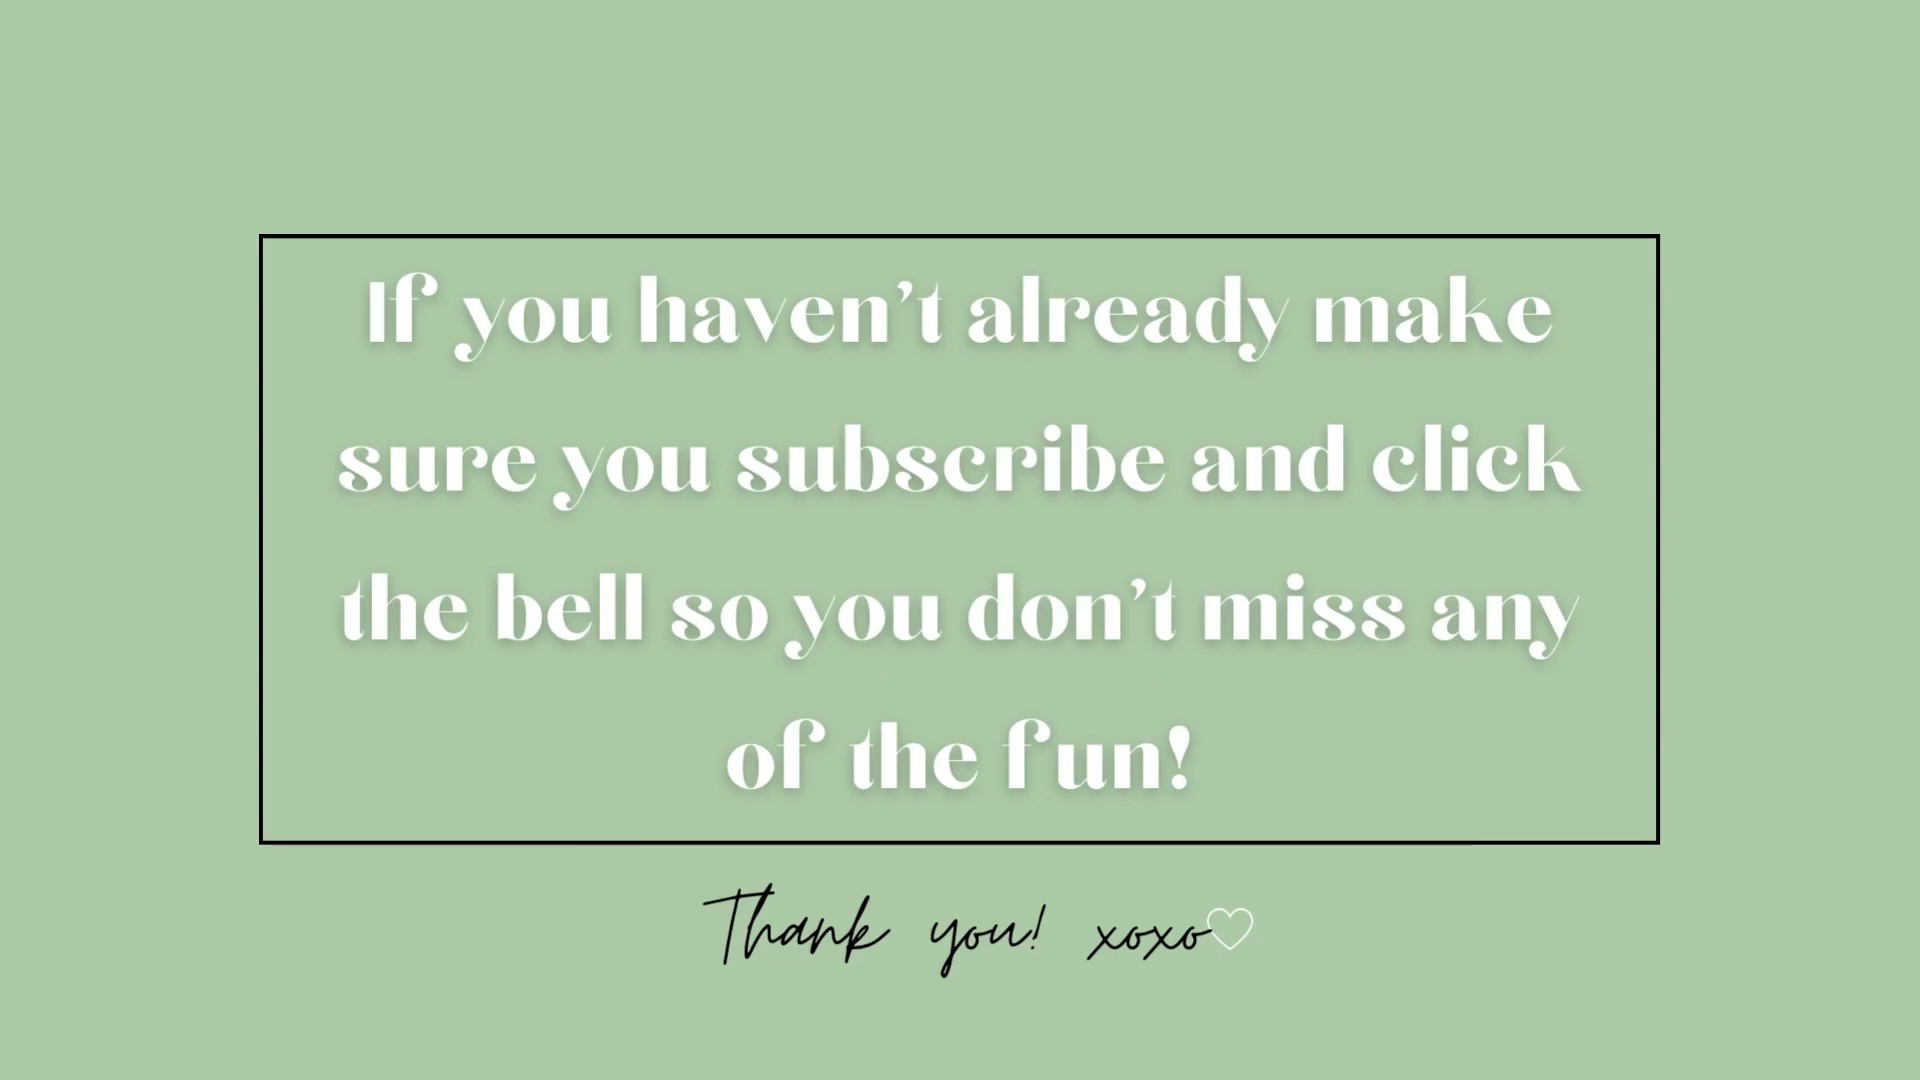 If you haven’t already make
sure you subscribe and click
the bell so you don’t miss any
of the fun!
Thank you! xoxo♡